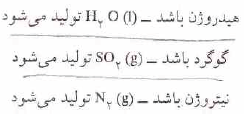 هیدروژن باشد – H₂O (l) تولید می‌شود
گوگرد باشد – SO₂ (g) تولید می‌شود
نیتروژن باشد – N₂ (g) تولید می‌شود